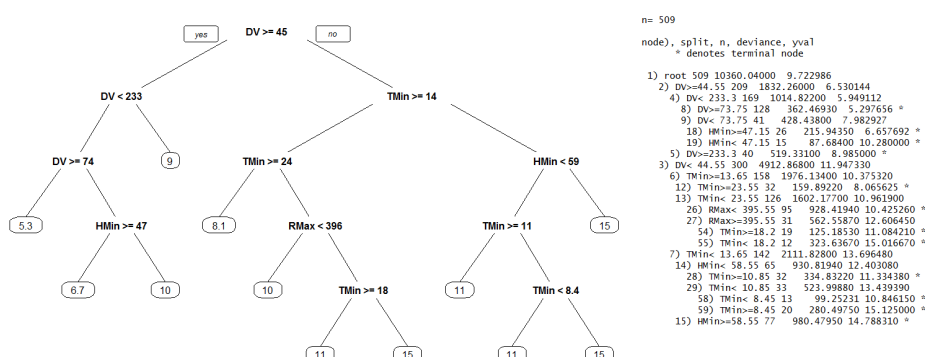 yes
DV >= 45
no
DV < 233
TMin >= 14
DV >= 74
9
TMin >= 24
HMin < 59
5.3
HMin >= 47
8.1
RMax < 396
TMin >= 11
15
6.7
10
10
TMin >= 18
11
TMin < 8.4
11
15
11
15
n= 509
node), split, n, deviance, yval
* denotes terminal node
1) root 509 10360.04000 9.722986
2) DV>=44.55 209 1832.26000 6.530144
4) DV< 233.3 169 1014.82200 5.949112
8) DV>=73.75 128 362.46930 5.297656 *
9) DV< 73.75 41 428.43800 7.982927
18) HMin>=47.15 26 215.94350 6.657692 *
19) HMin< 47.15 15 87.68400 10.280000 *
5) DV>=233.3 40 519.33100 8.985000 *
3) DV< 44.55 300 4912.86800 11.947330
6) TMin>=13.65 158 1976.13400 10.375320
12) TMin>=23.55 32 159.89220 8.065625 *
13) TMin< 23.55 126 1602.17700 10.961900
26) RMax< 395.55 95 928.41940 10.425260 *
27) RMax>=395.55 31 562.55870 12.606450
54) TMin>=18.2 19 125.18530 11.084210 *
55) TMin< 18.2 12 323.63670 15.016670 *
7) TMin< 13.65 142 2111.82800 13.696480
14) HMin< 58.55 65 930.81940 12.403080
28) TMin>=10.85 32 334.83220 11.334380 *
29) TMin< 10.85 33 523.99880 13.439390
58) TMin< 8.45 13 99.25231 10.846150 *
59) TMin>=8.45 20 280.49750 15.125000 *
15) HMin>=58.55 77 980.47950 14.788310 *